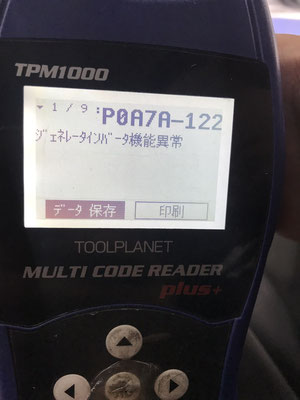 TPM1000
1 / 9 : P0A7A-122
ｼﾞｪﾈﾚｰﾀｲﾝﾊﾞｰﾀ機能異常
ﾃﾞｰﾀ 保存 印刷
TOOLPLANET
MULTI CODE READER
plus+